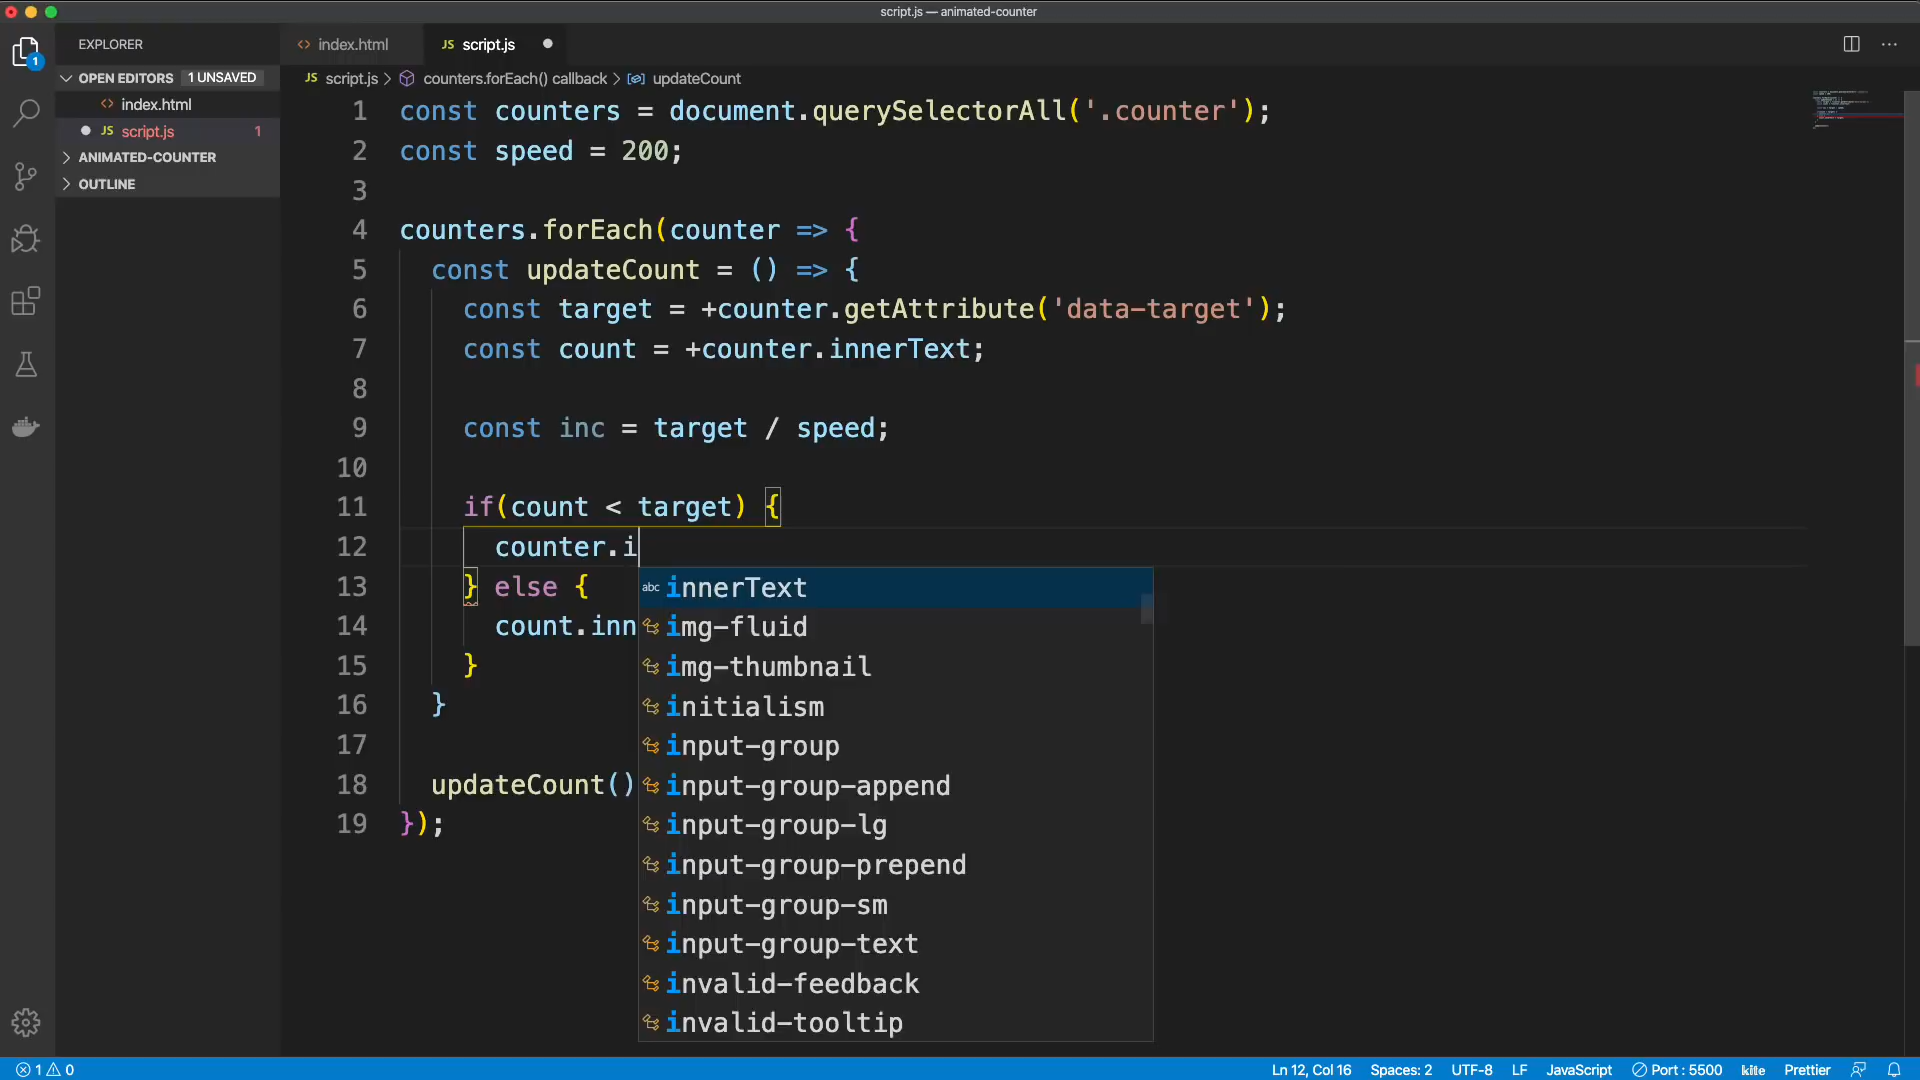 script.js — animated-counter
EXPLORER
OPEN EDITORS 1 UNSAVED
index.html
JS script.js 1
ANIMATED-COUNTER
OUTLINE
1
index.html
JS script.js
JS script.js > counters.forEach() callback > updateCount
1 const counters = document.querySelectorAll('.counter');
2 const speed = 200;
3
4 counters.forEach(counter => {
5 const updateCount = () => {
6 const target = +counter.getAttribute('data-target');
7 const count = +counter.innerText;
8
9 const inc = target / speed;
10
11 if(count < target) {
12 counter.i
13 } else {
14 count.inn
15 }
16 }
17
18 updateCount()
19 });
abc innerText
img-fluid
img-thumbnail
initialism
input-group
input-group-append
input-group-lg
input-group-prepend
input-group-sm
input-group-text
invalid-feedback
invalid-tooltip
1 0 Ln 12, Col 16 Spaces: 2 UTF-8 LF JavaScript Port : 5500 kite Prettier